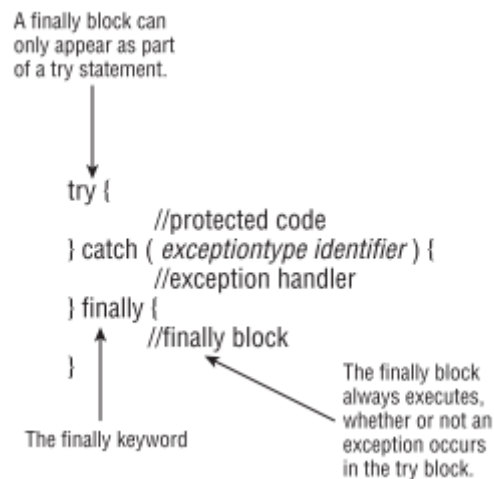 A finally block can
only appear as part
of a try statement.
try {
//protected code
} catch ( exceptiontype identifier ) {
//exception handler
} finally {
//finally block
}
The finally keyword
The finally block
always executes,
whether or not an
exception occurs
in the try block.